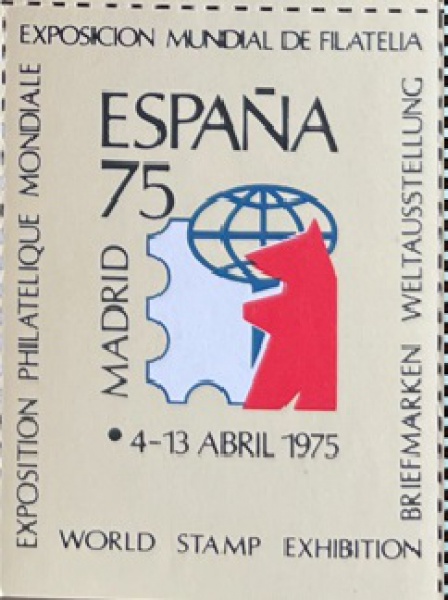 EXPOSICION MUNDIAL DE FILATELIA
ESPAÑA
75
MADRID
• 4-13 ABRIL 1975
EXPOSITION PHILATELIQUE MONDIALE
BRIEFMARKEN WELTAUSSTELLUNG
WORLD STAMP EXHIBITION